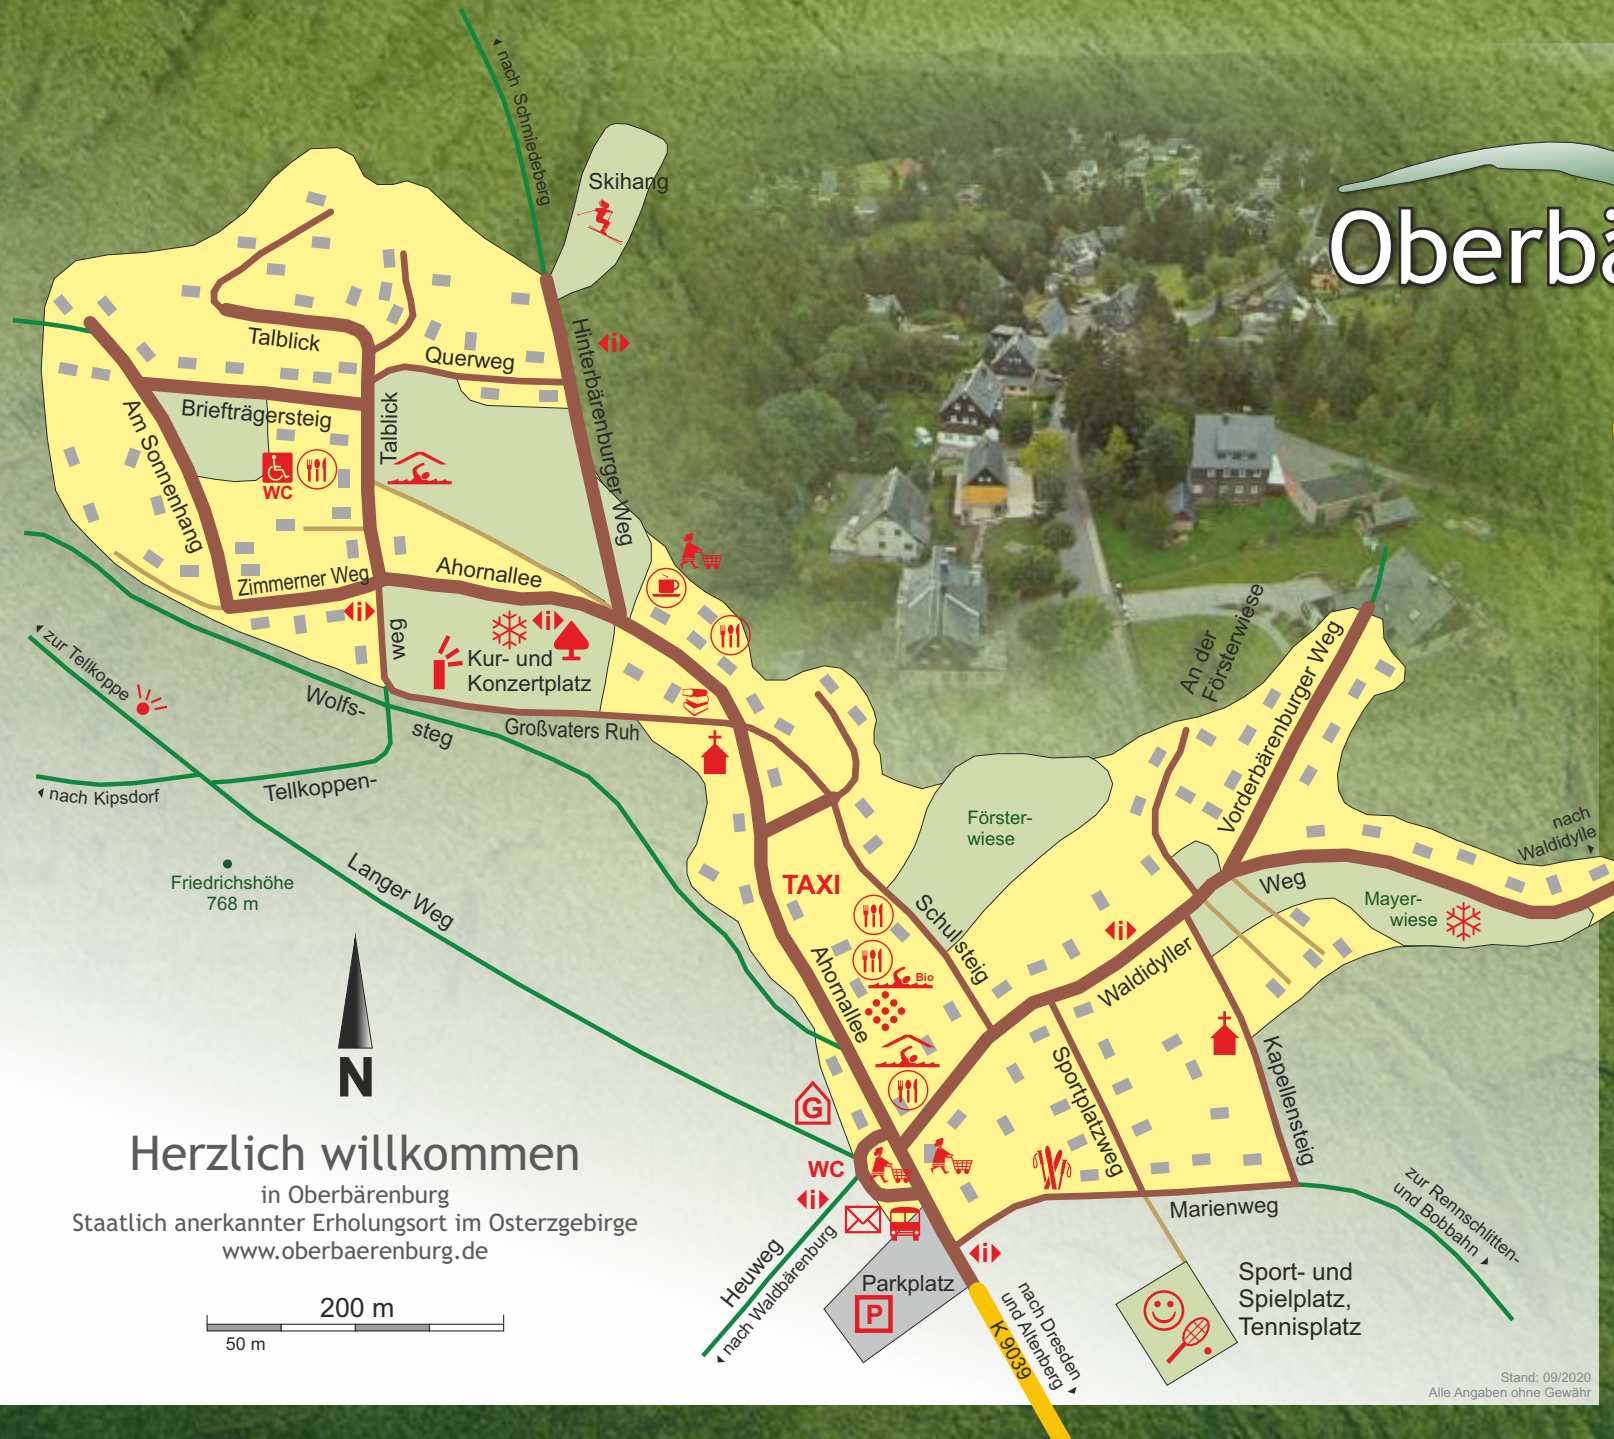 ◄ nach Schmiedeberg
Skihang
Oberbä
Talblick
Querweg
Hinterbärenburger Weg
Briefträgersteig
Talblick
Am Sonnenhang
WC
Zimmerner Weg
Ahornallee
weg
Kur- und
Konzertplatz
◄ zur Tellkoppe
Wolfs-
steg
Großvaters Ruh
◄ nach Kipsdorf
Tellkoppen-
An der
Försterwiese
Vorderbärenburger Weg
Förster-
wiese
nach
Waldidylle ►
Friedrichshöhe
768 m
Langer Weg
TAXI
Schulsteig
Weg
Mayer-
wiese
Ahornallee
Bio
Waldidyller
N
Sportplatzweg
Kapellensteig
G
WC
Herzlich willkommen
in Oberbärenburg
Staatlich anerkannter Erholungsort im Osterzgebirge
www.oberbaerenburg.de
Marienweg
zur Rennschlitten-
und Bobbahn ►
Heuweg
◄ nach Waldbärenburg
Parkplatz
P
K 9039
nach Dresden
und Altenberg ►
Sport- und
Spielplatz,
Tennisplatz
200 m
50 m
Stand: 09/2020
Alle Angaben ohne Gewähr